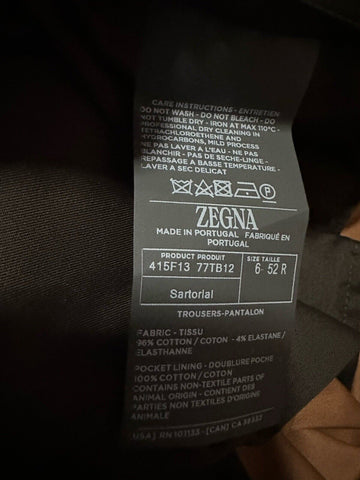 CARE INSTRUCTIONS - ENTRETIEN
DO NOT WASH - DO NOT BLEACH - DO
NOT TUMBLE DRY - IRON AT MAX 110°C -
PROFESSIONAL DRY CLEANING IN
TETRACHLOROETHENE AND
HYDROCARBONS, MILD PROCESS
NE PAS LAVER A L'EAU - NE PAS
BLANCHIR - PAS DE SECHE-LINGE -
REPASSAGE A BASSE TEMPERATURE -
LAVER A SEC DELICAT
P
ZEGNA
MADE IN PORTUGAL FABRIQUÉ EN
PORTUGAL
PRODUCT PRODUIT SIZE TAILLE
415F13 77TB12 6- 52 R
Sartorial
TROUSERS-PANTALON
FABRIC - TISSU
96% COTTON / COTON - 4% ELASTANE /
ELASTHANNE
POCKET LINING - DOUBLURE POCHE
100% COTTON / COTON
CONTAINS NON-TEXTILE PARTS OF
ANIMAL ORIGIN - CONTIENT DES
PARTIES NON TEXTILES D'ORIGINE
ANIMALE
[USA] RN 101133 - [CAN] CA 38332